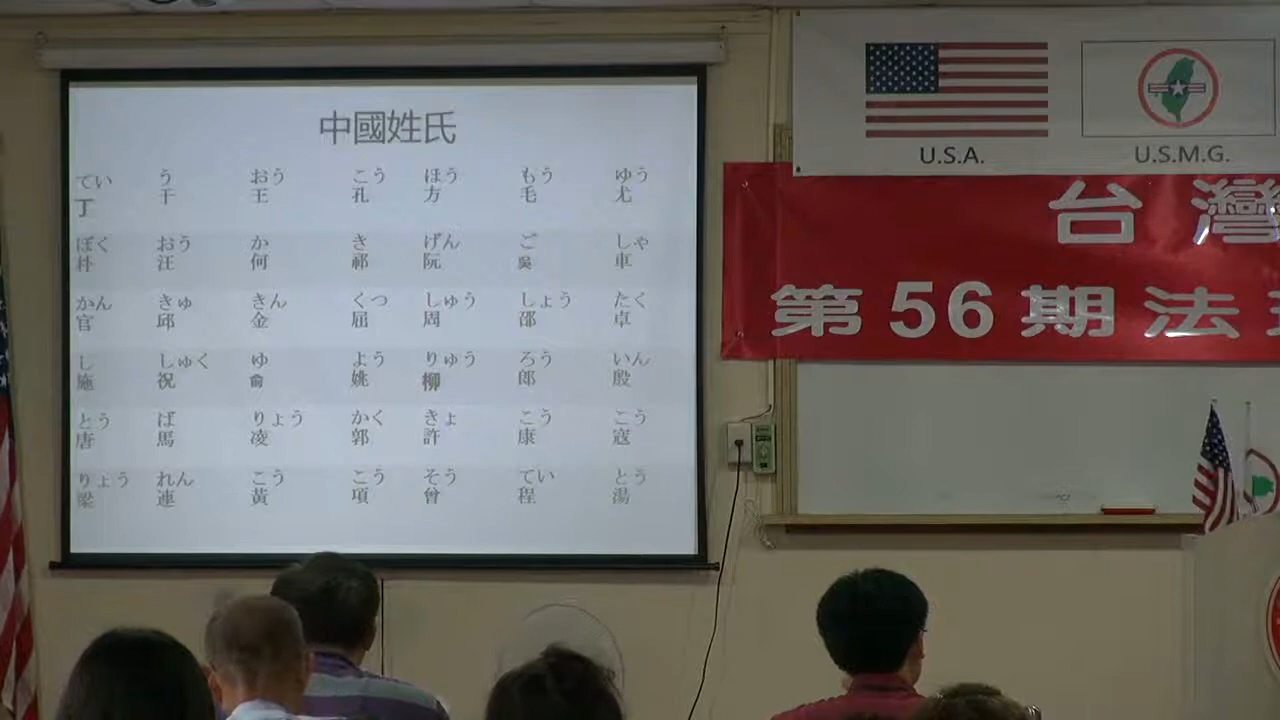 中國姓氏
てい う おう こう ほう もう ゆう
丁 于 王 孔 方 毛 尤
ぼく おう か き げん ご しゃ
朴 汪 何 祁 阮 吳 車
かん きゅ きん くつ しゅう しょう たく
官 邱 金 屈 周 邵 卓
し しゅく ゆ よう りゅう ろう いん
施 祝 俞 姚 柳 郎 殷
とう ば りょう かく きょ こう こう
唐 馬 凌 郭 許 康 寇
りょう れん こう こう そう てい とう
梁 連 黃 項 曾 程 湯
U.S.A. U.S.M.G.
台灣
第56期法